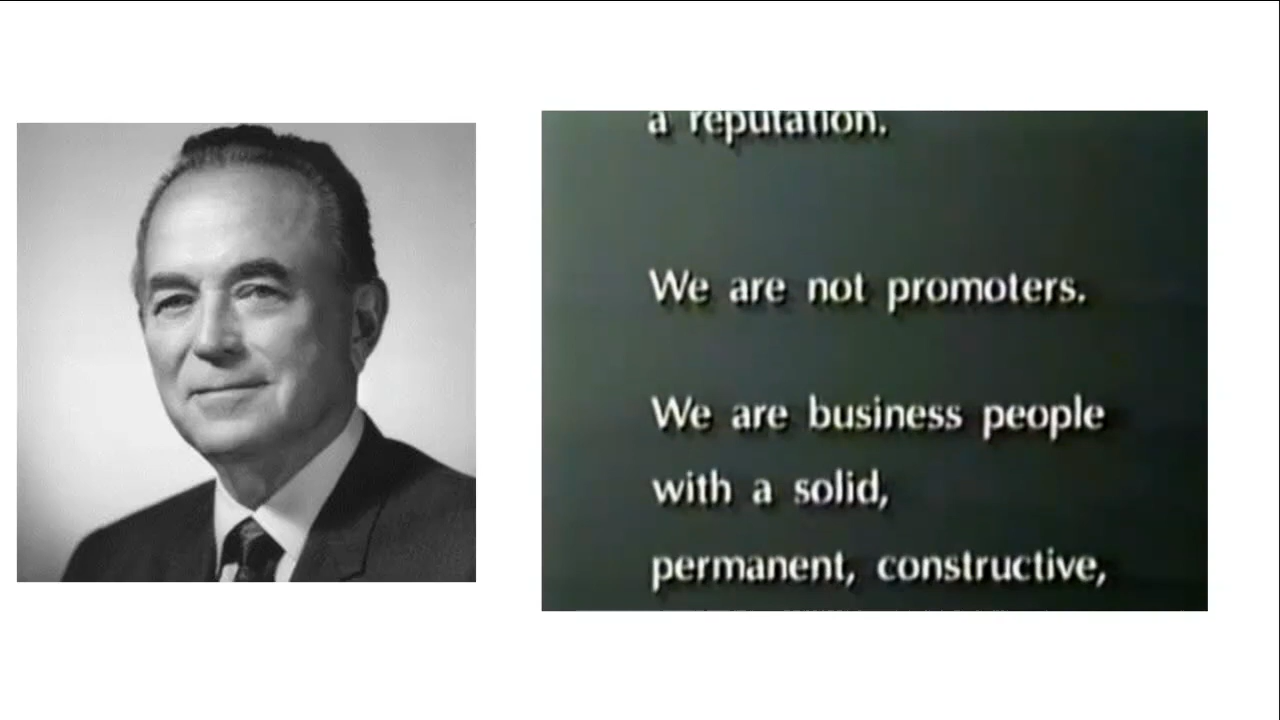 a reputation.
We are not promoters.
We are business people
with a solid,
permanent, constructive,